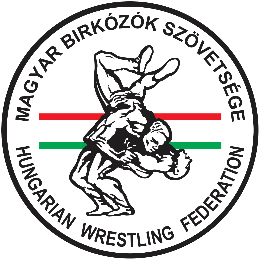 MAGYAR BIRKÓZÓK SZÖVETSÉGE
HUNGARIAN WRESTLING FEDERATION